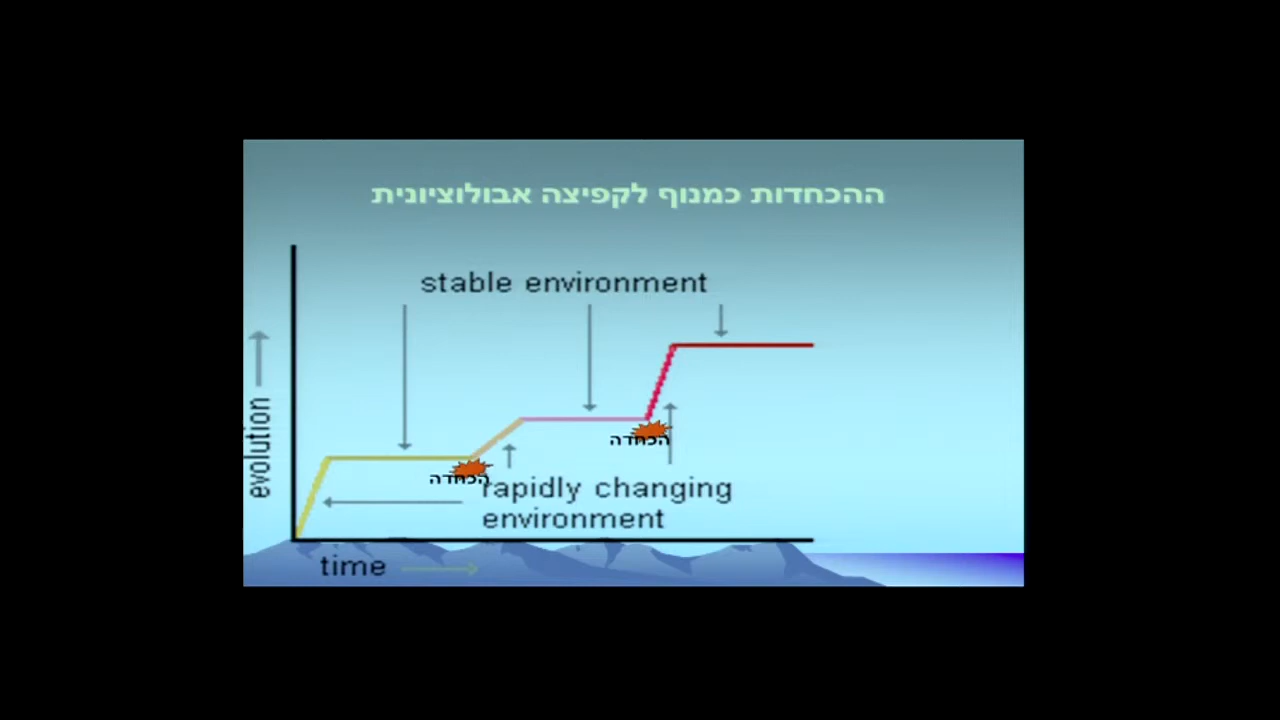 ההכחדות כמנוף לקפיצה אבולוציונית
stable environment
evolution
הכחדה
הכחדה
rapidly changing
environment
time